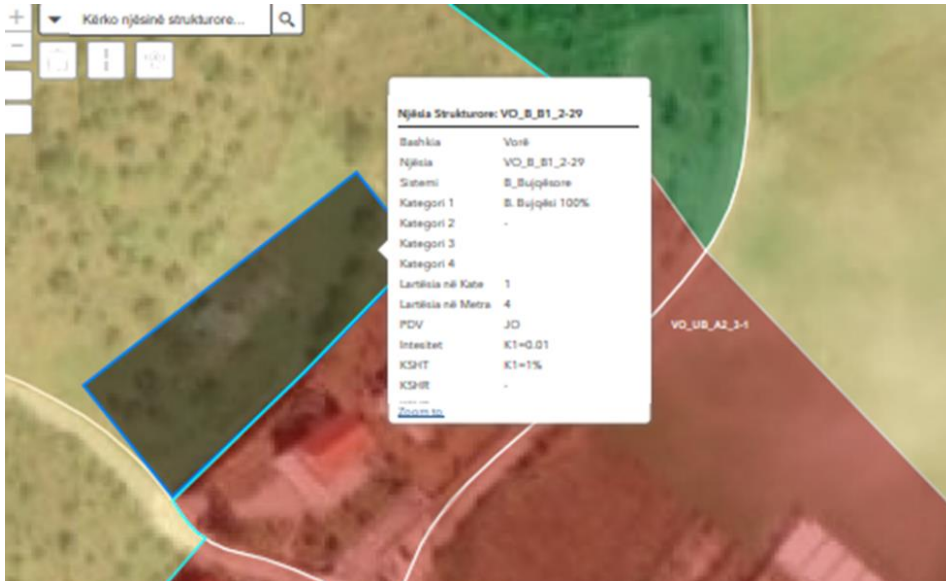 Kërko njësinë strukturore...
Njësia Strukturore: VO_B_B1_2-29
Bashkia Vorë
Njësia VO_B_B1_2-29
Sistemi B_Bujqësore
Kategori 1 B. Bujqësi 100%
Kategori 2 -
Kategori 3
Kategori 4
Lartësia në Kate 1
Lartësia në Metra 4
PDV JO
Intesitet K1=0.01
KSHT K1=1%
KSHR -
Zoom to
VO_UB_A2_3-1